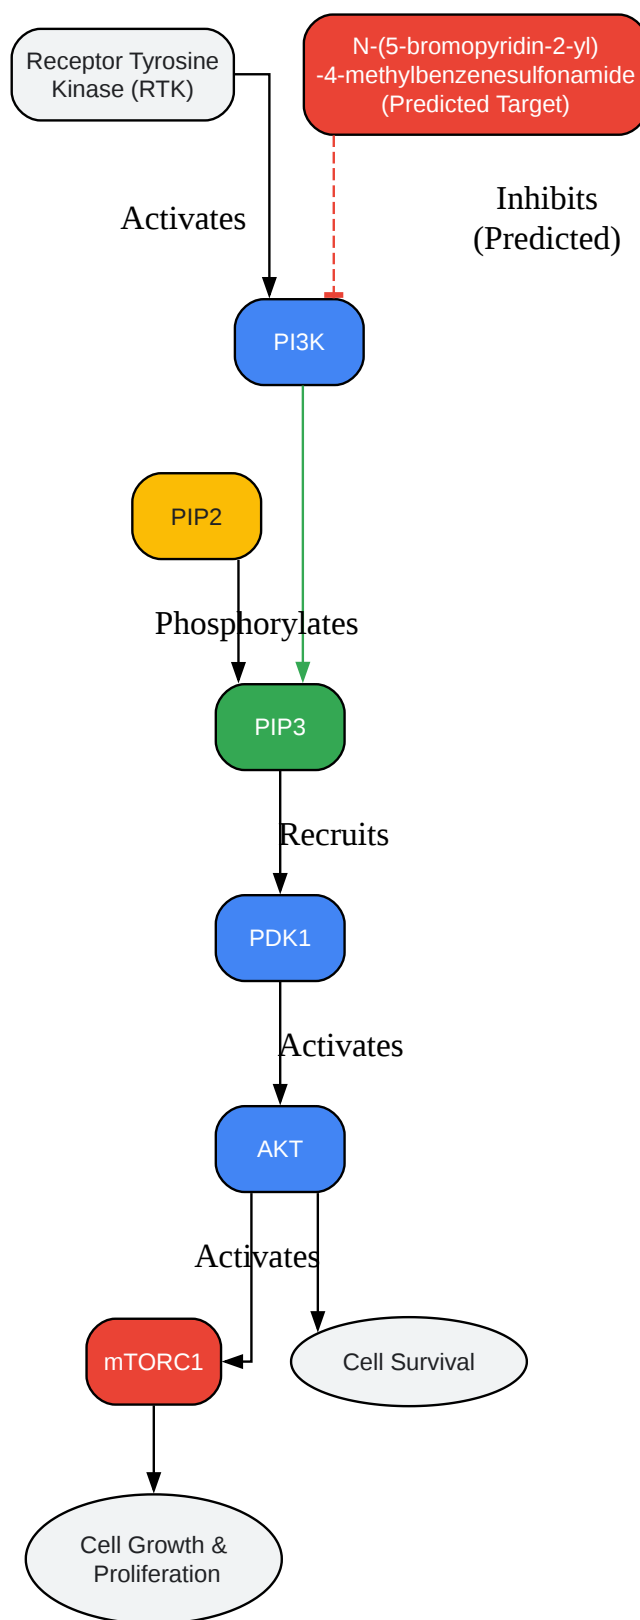 Receptor Tyrosine
Kinase (RTK)
N-(5-bromopyridin-2-yl)
-4-methylbenzenesulfonamide
(Predicted Target)
Activates
Inhibits
(Predicted)
PI3K
PIP2
Phosphorylates
PIP3
Recruits
PDK1
Activates
AKT
Activates
mTORC1
Cell Survival
Cell Growth &
Proliferation